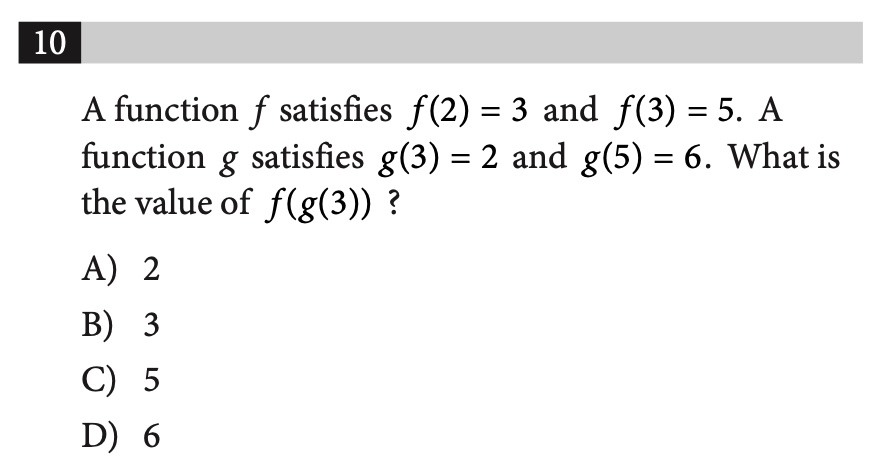 10
A function f satisfies f(2) = 3 and f(3) = 5. A
function g satisfies g(3) = 2 and g(5) = 6. What is
the value of f(g(3)) ?
A) 2
B) 3
C) 5
D) 6